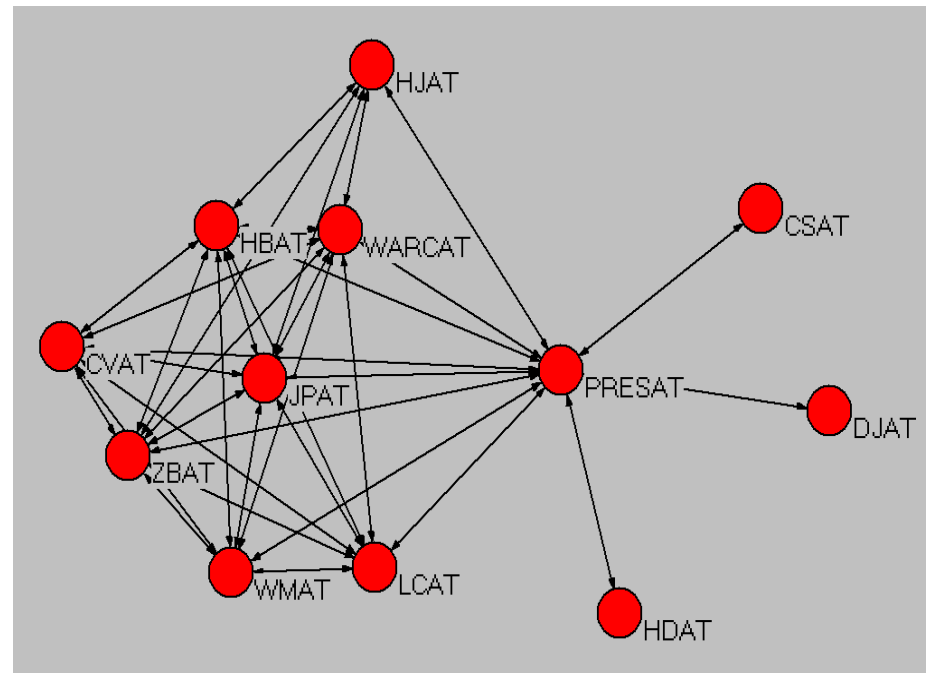 HJAT
CSAT
HBAT
WARCAT
CVAT
JPAT
PRESAT
DJAT
ZBAT
WMAT
LCAT
HDAT